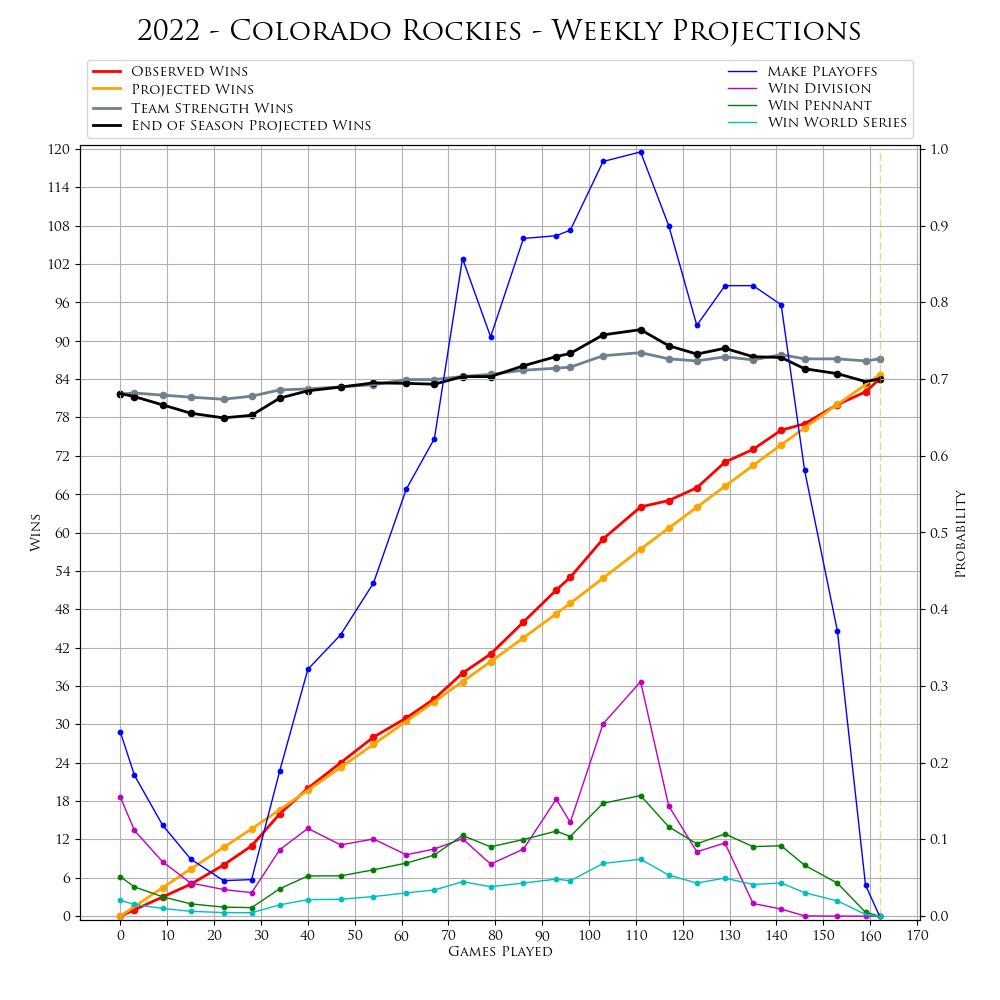 2022 - Colorado Rockies - Weekly Projections
Observed Wins
Projected Wins
Team Strength Wins
End of Season Projected Wins
Make Playoffs
Win Division
Win Pennant
Win World Series
120
114
108
102
96
90
84
78
72
66
60
54
48
42
36
30
24
18
12
6
0
Wins
1.0
0.9
0.8
0.7
0.6
0.5
0.4
0.3
0.2
0.1
0.0
Probability
0 10 20 30 40 50 60 70 80 90 100 110 120 130 140 150 160 170
Games Played